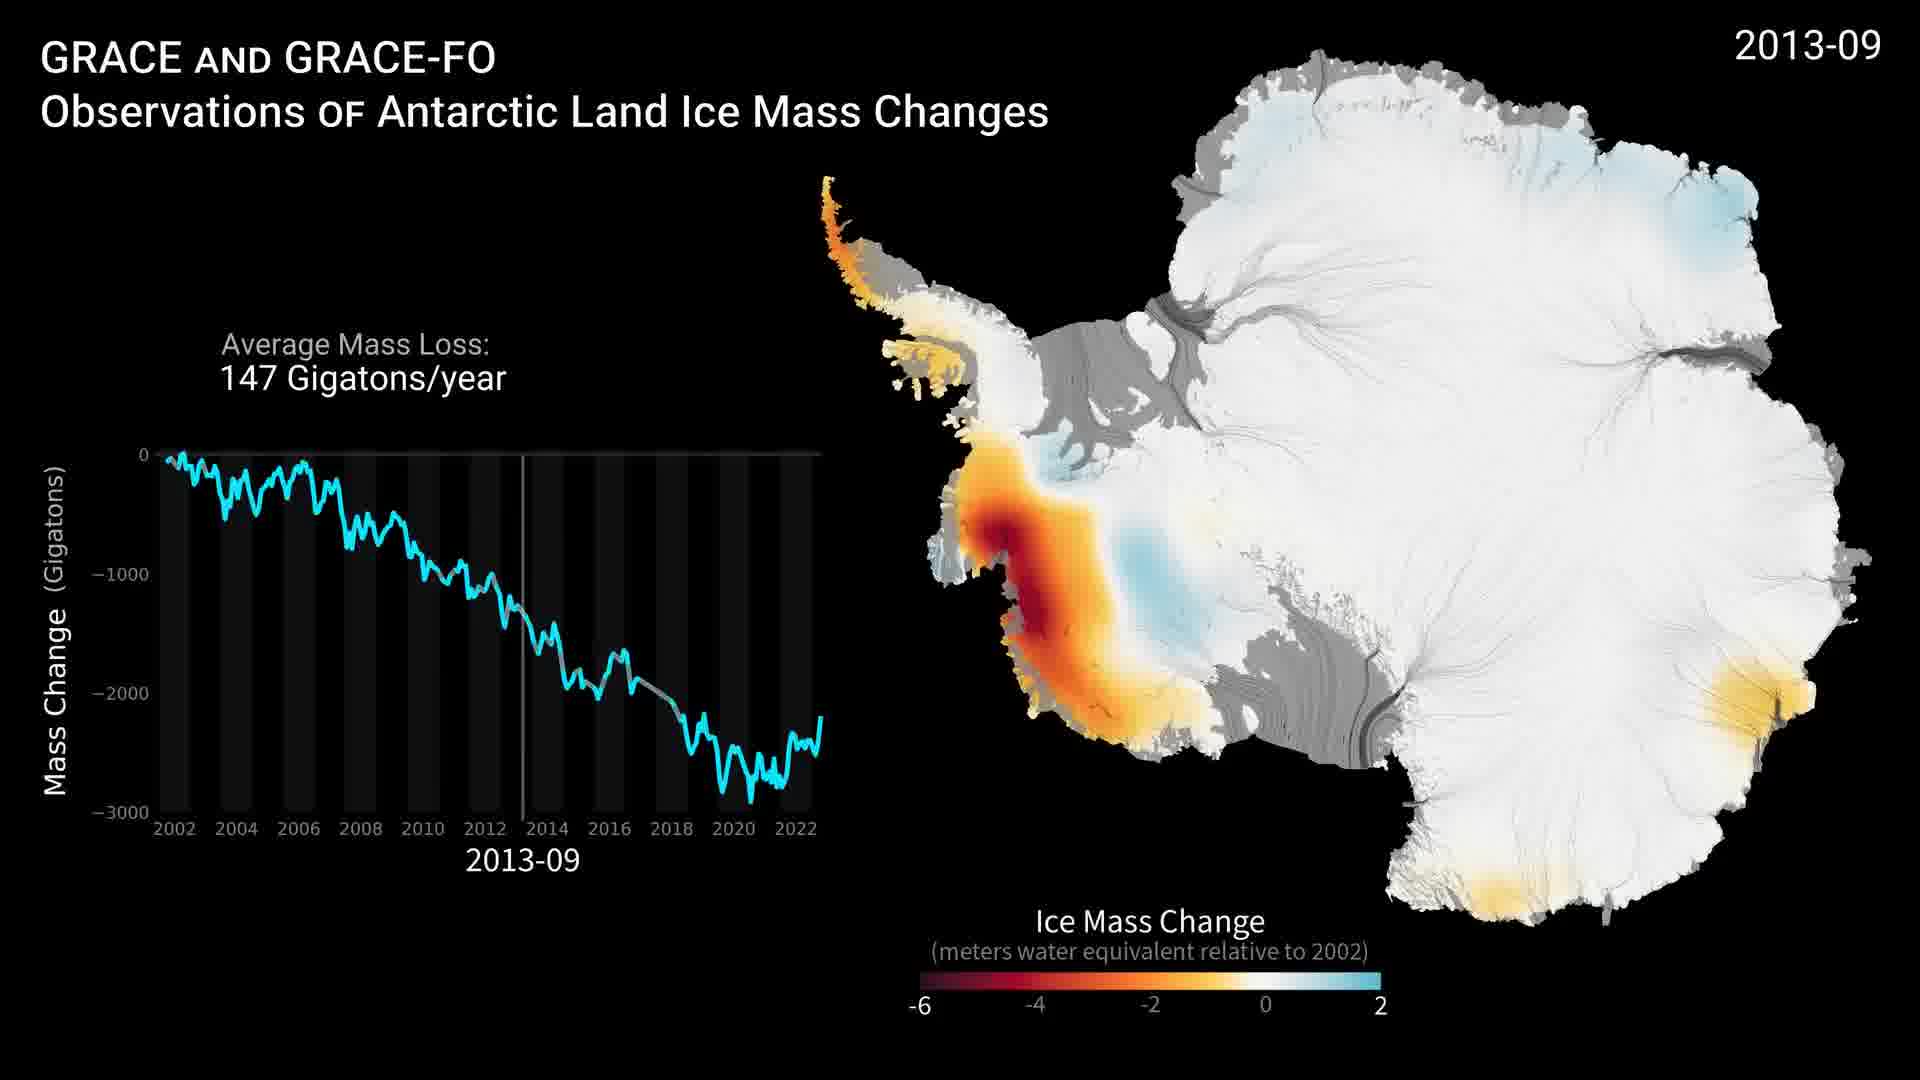 GRACE AND GRACE-FO
Observations OF Antarctic Land Ice Mass Changes
2013-09
Average Mass Loss:
147 Gigatons/year
Mass Change (Gigatons)
0
−1000
−2000
−3000
2002 2004 2006 2008 2010 2012 2014 2016 2018 2020 2022
2013-09
Ice Mass Change
(meters water equivalent relative to 2002)
-6 -4 -2 0 2